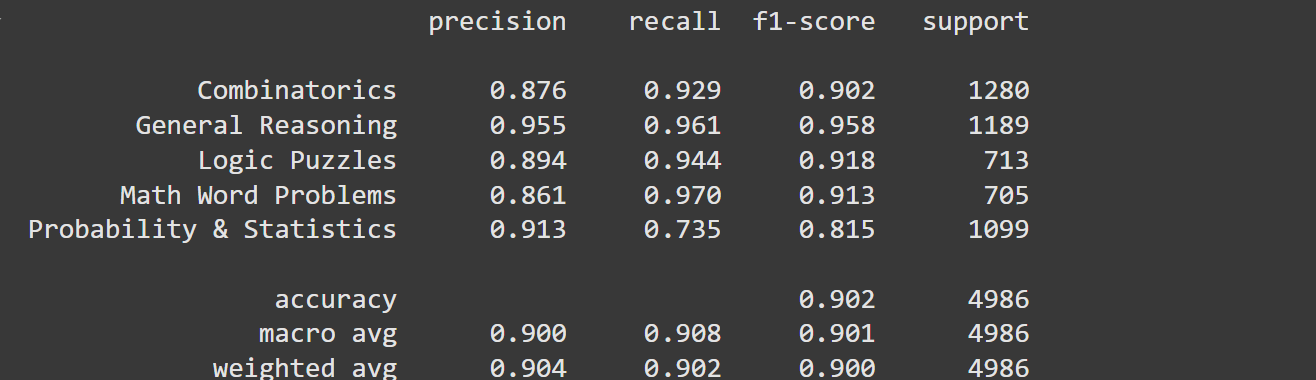 precision recall f1-score support
Combinatorics 0.876 0.929 0.902 1280
General Reasoning 0.955 0.961 0.958 1189
Logic Puzzles 0.894 0.944 0.918 713
Math Word Problems 0.861 0.970 0.913 705
Probability & Statistics 0.913 0.735 0.815 1099
accuracy 0.902 4986
macro avg 0.900 0.908 0.901 4986
weighted avg 0.904 0.902 0.900 4986